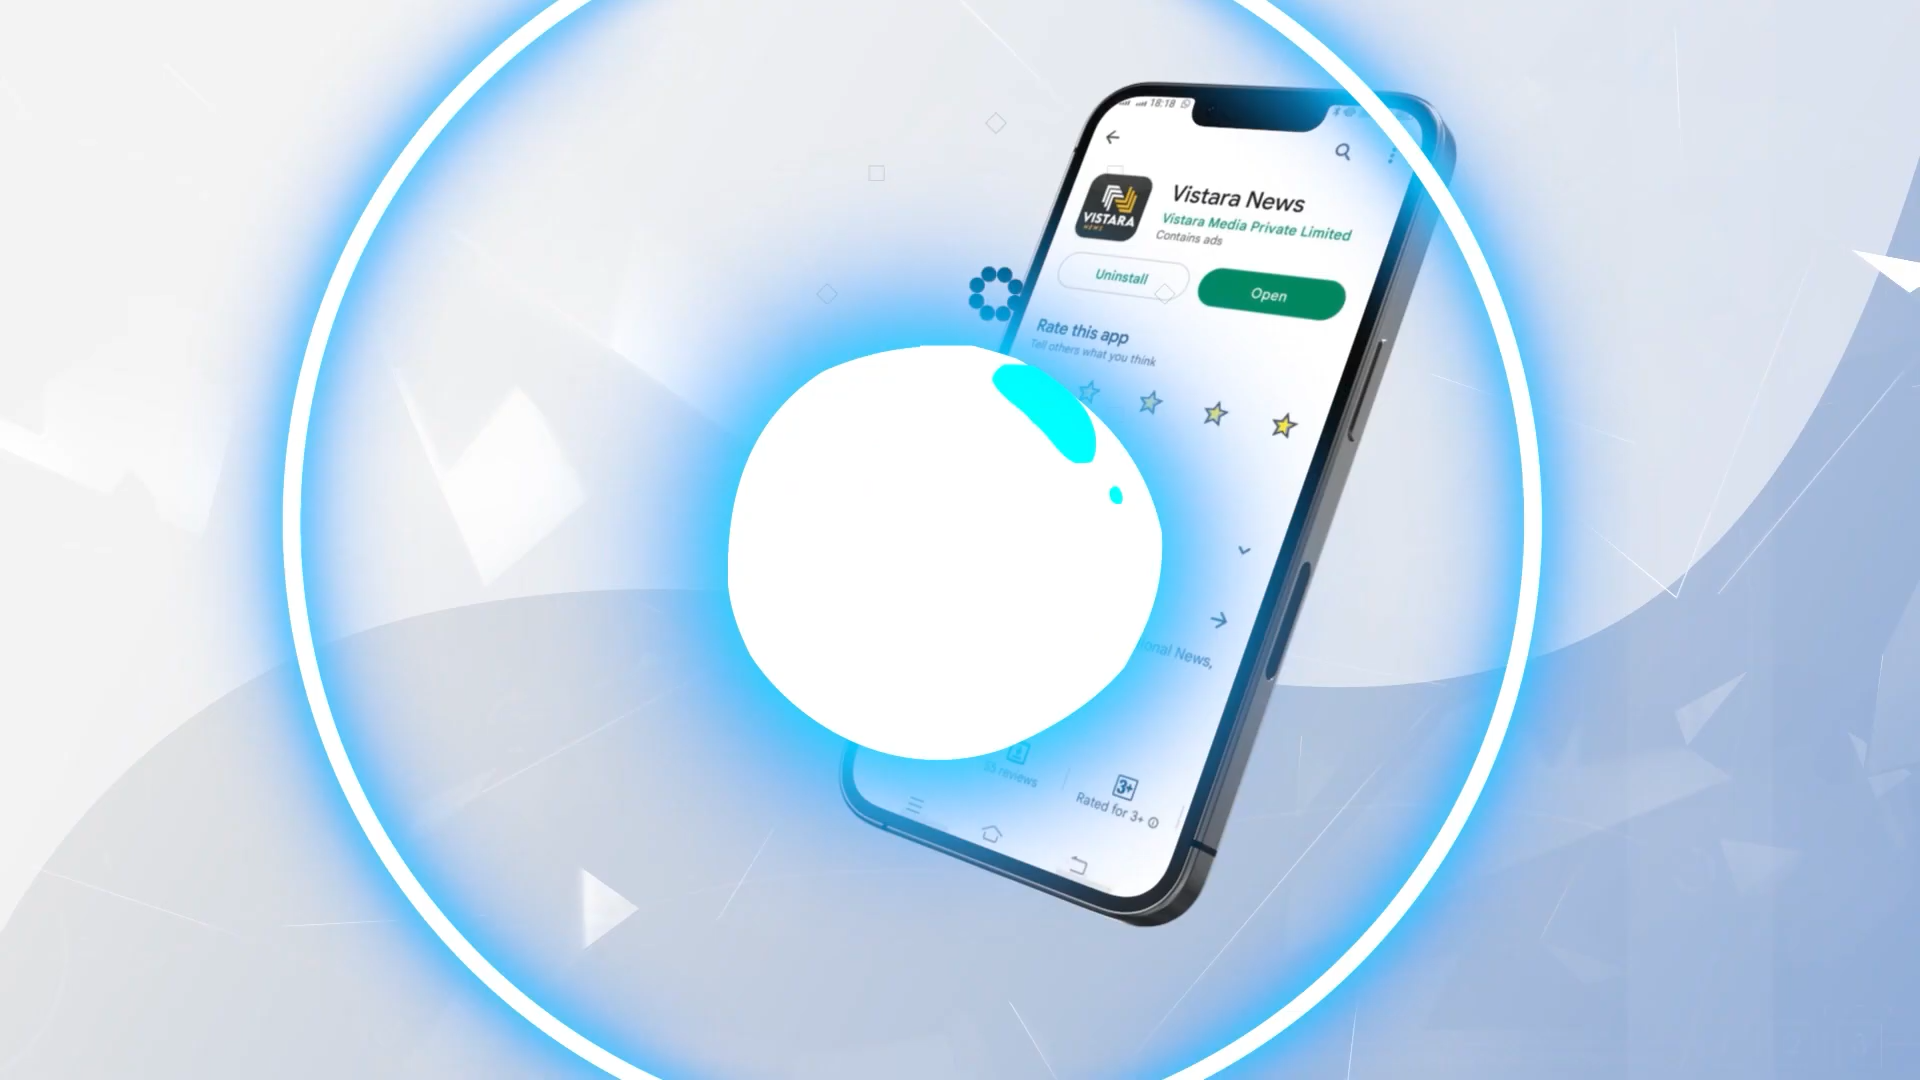 18:18
Vistara News
VISTARA
NEWS
Vistara Media Private Limited
Contains ads
Uninstall
Open
Rate this app
Tell others what you think
News,
reviews
3+
Rated for 3+